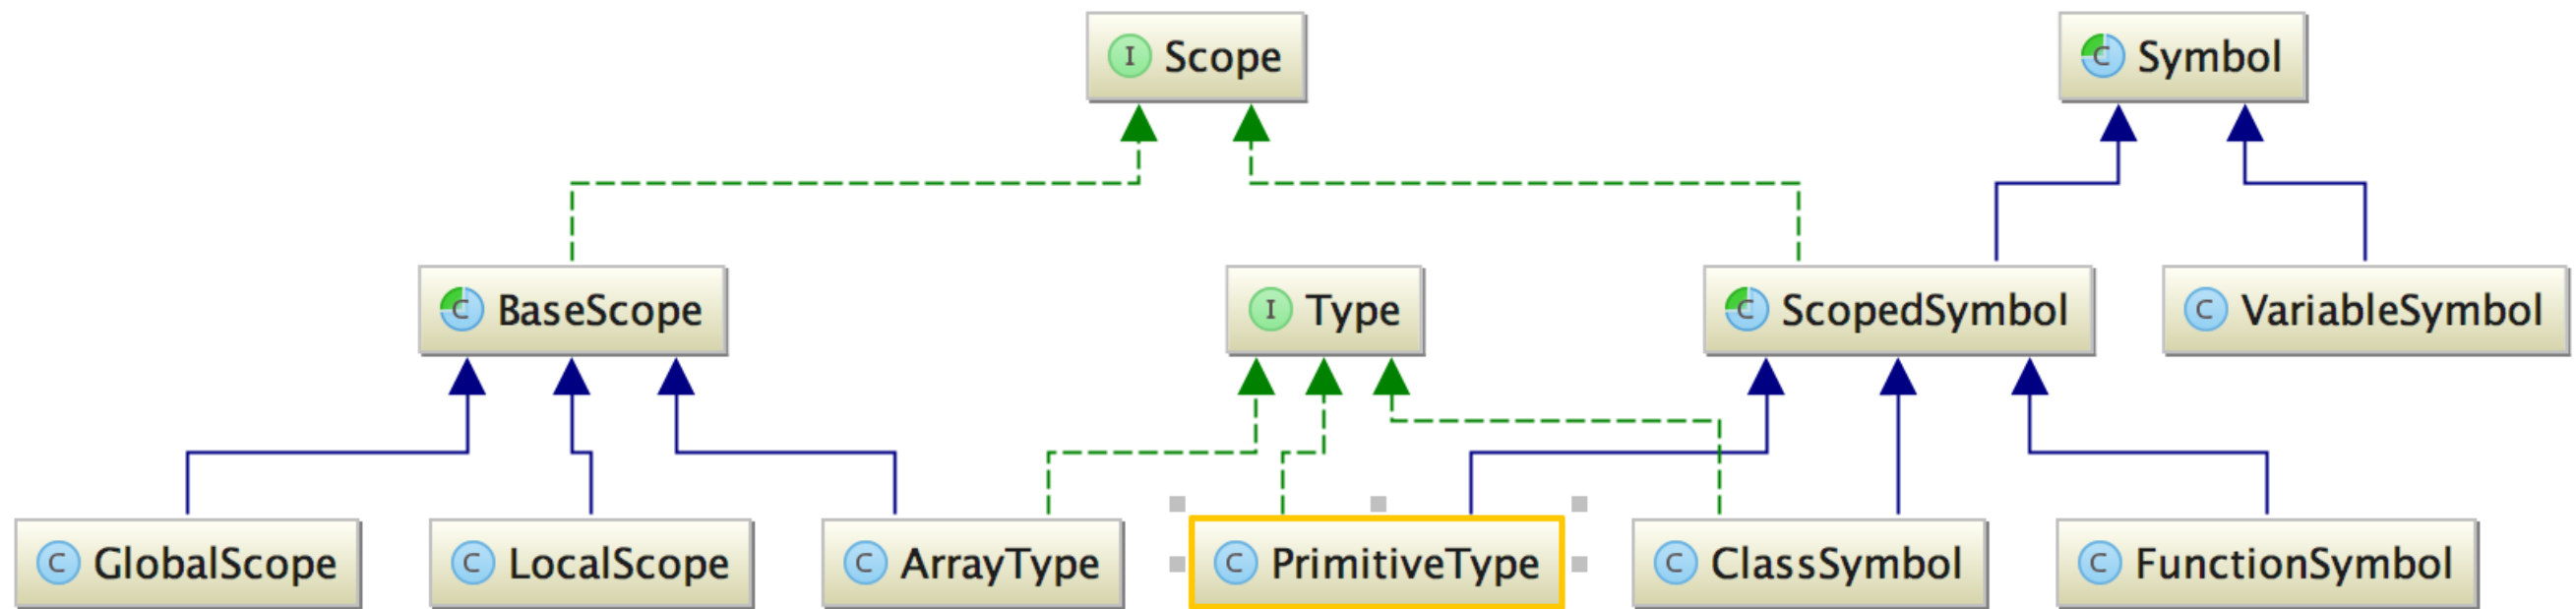 I Scope
C Symbol
C BaseScope
I Type
C ScopedSymbol
C VariableSymbol
C GlobalScope
C LocalScope
C ArrayType
C PrimitiveType
C ClassSymbol
C FunctionSymbol